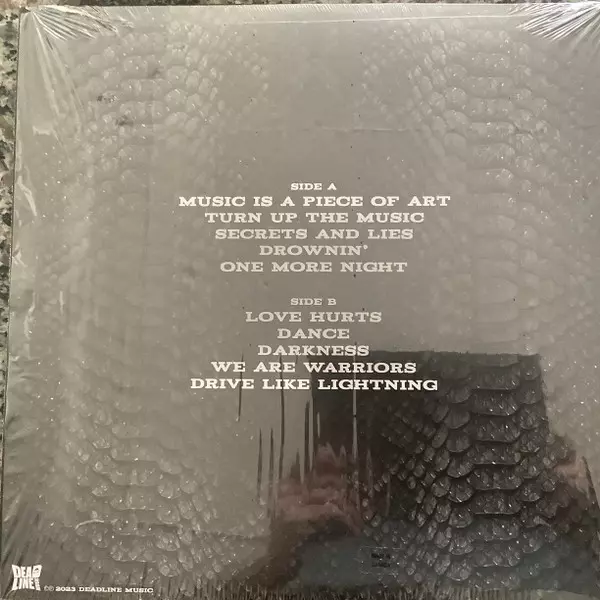 SIDE A
MUSIC IS A PIECE OF ART
TURN UP THE MUSIC
SECRETS AND LIES
DROWNIN'
ONE MORE NIGHT
SIDE B
LOVE HURTS
DANCE
DARKNESS
WE ARE WARRIORS
DRIVE LIKE LIGHTNING
DEAD
LINE
©℗ 2023 DEADLINE MUSIC